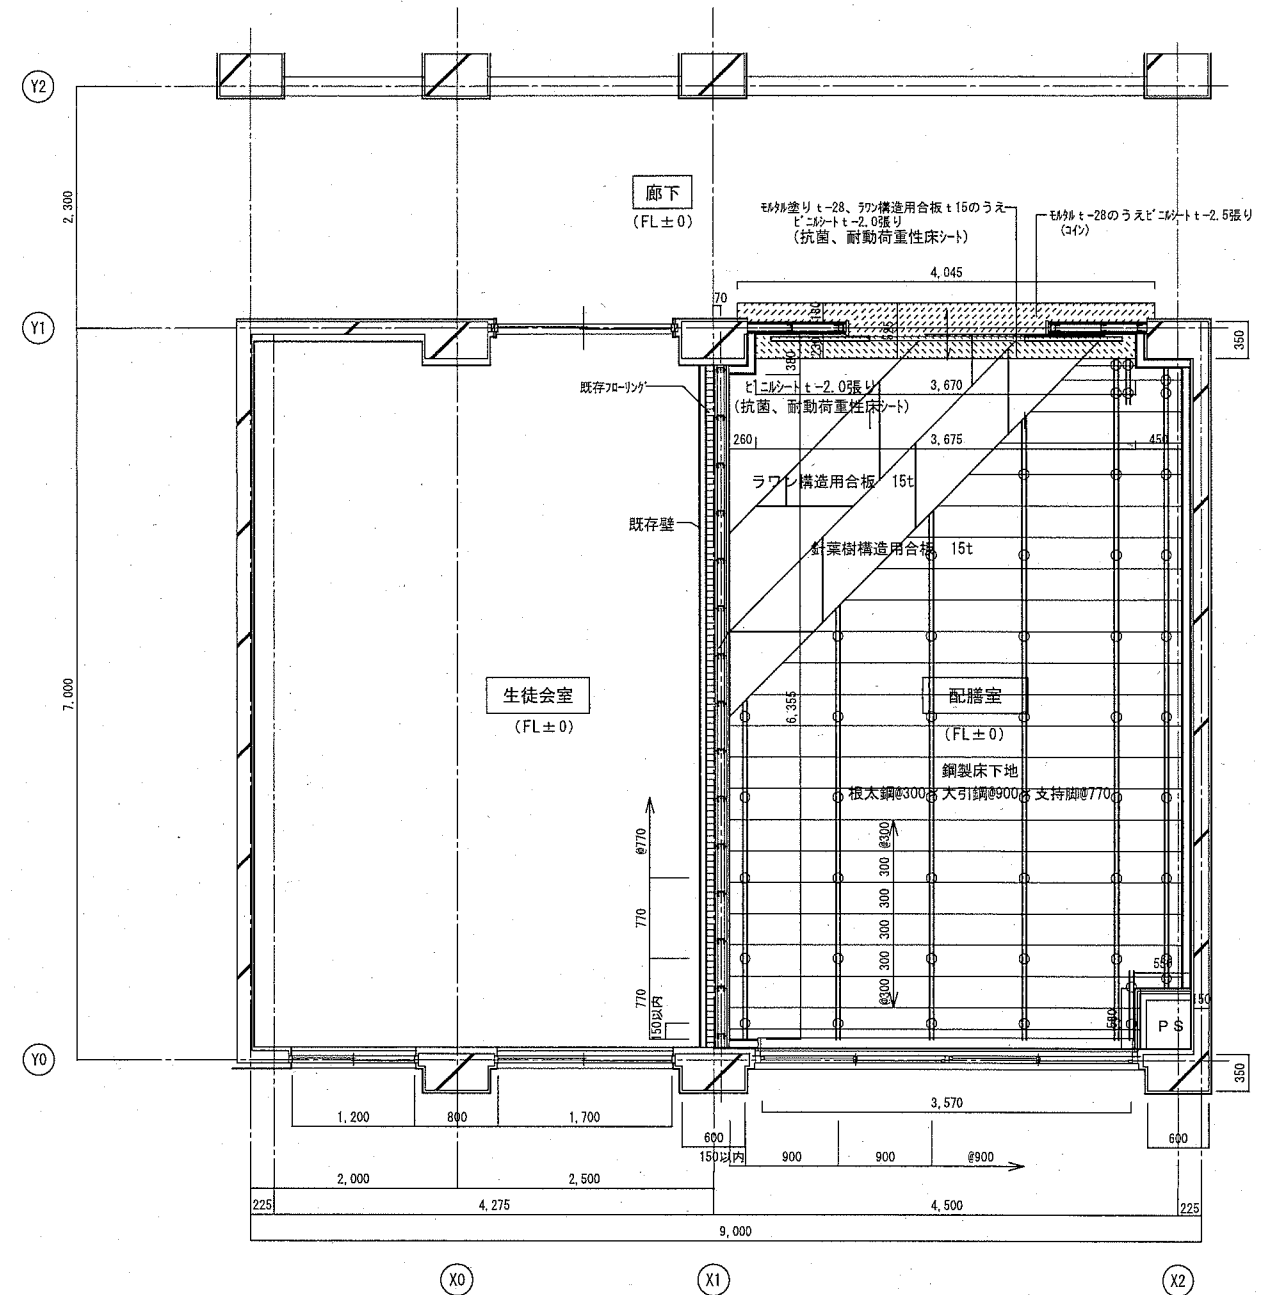 Y2
2,300
廊下
(FL±0)
モルタル塗り t-28、ラワン構造用合板 t15のうえ
ビニルシート t-2.0張り
(抗菌、耐動荷重性床シート)
モルタル t-28のうえビニルシート t-2.5張り
(コイン)
4,045
70
180
625
230
380
350
Y1
既存フローリング
ビニルシート t-2.0張り
(抗菌、耐動荷重性床シート)
3,670
260
3,675
450
ラワン構造用合板 15t
既存壁
針葉樹構造用合板 15t
7,000
6,355
生徒会室
(FL±0)
配膳室
(FL±0)
鋼製床下地
根太鋼@300×大引鋼@900×支持脚@770
@770
770
770
150以内
@300
300
300
300
300
@300
550
150
580
PS
Y0
350
1,200
800
1,700
3,570
600
600
150以内
900
900
@900
2,000
2,500
225
4,275
4,500
225
9,000
X0
X1
X2